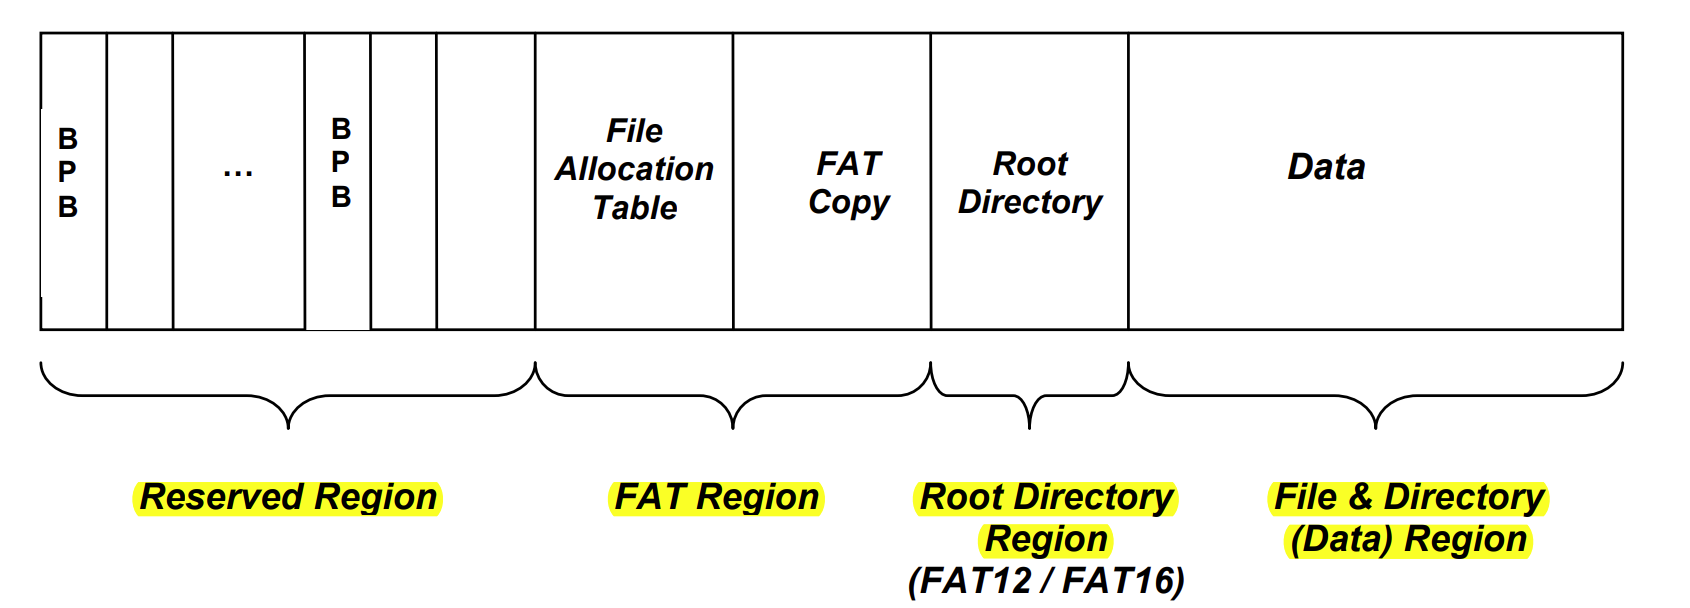 B
P
B
...
B
P
B
File
Allocation
Table
FAT
Copy
Root
Directory
Data
Reserved Region
FAT Region
Root Directory
Region
(FAT12 / FAT16)
File & Directory
(Data) Region